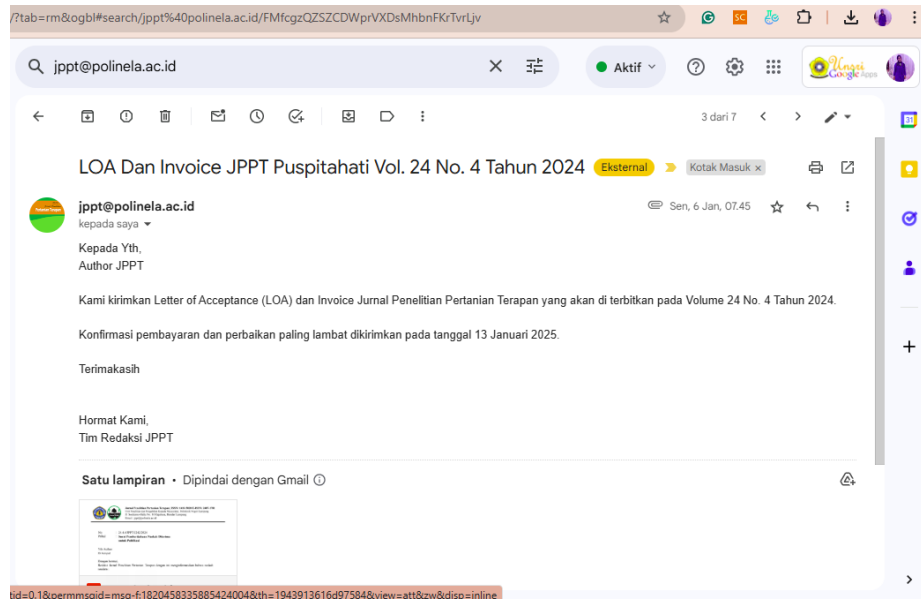 /?tab=rm&ogbl#search/jppt%40polinela.ac.id/FMfcgzQZSZCDWprVXDsMhbnFKrTvrLjv
jppt@polinela.ac.id
Aktif
Unsri
Google Apps
3 dari 7
31
LOA Dan Invoice JPPT Puspitahati Vol. 24 No. 4 Tahun 2024 Eksternal Kotak Masuk ×
jppt@polinela.ac.id
Sen, 6 Jan, 07.45
kepada saya
Kepada Yth,
Author JPPT
Kami kirimkan Letter of Acceptance (LOA) dan Invoice Jurnal Penelitian Pertanian Terapan yang akan di terbitkan pada Volume 24 No. 4 Tahun 2024.
Konfirmasi pembayaran dan perbaikan paling lambat dikirimkan pada tanggal 13 Januari 2025.
Terimakasih
Hormat Kami,
Tim Redaksi JPPT
Satu lampiran • Dipindai dengan Gmail
tid=0.1&permmsgid=msg-f:1820458335885424004&th=1943913616d97584&view=att&zw&disp=inline